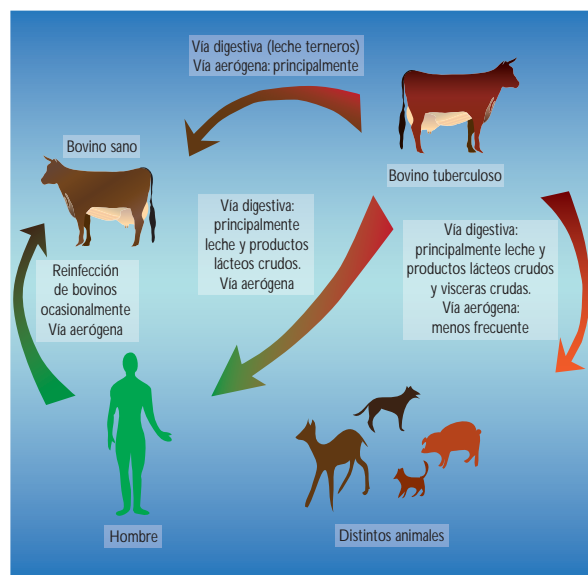 Vía digestiva (leche terneros)
Vía aerógena: principalmente
Bovino sano
Bovino tuberculoso
Vía digestiva:
principalmente
leche y productos
lácteos crudos.
Vía aerógena
Vía digestiva:
principalmente leche y
productos lácteos crudos
y visceras crudas.
Vía aerógena:
menos frecuente
Reinfección
de bovinos
ocasionalmente
Vía aerógena
Hombre
Distintos animales